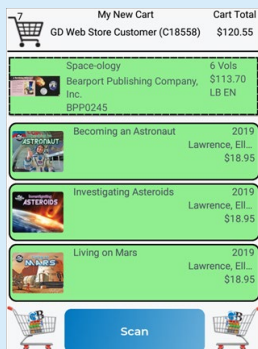 7
My New Cart
Cart Total
GD Web Store Customer (C18558)
$120.55
Space-ology
6 Vols
Bearport Publishing Company, Inc.
$113.70
LB EN
BPP0245
Becoming an Astronaut
2019
Lawrence, Ell...
$18.95
Investigating Asteroids
2019
Lawrence, Ell...
$18.95
ASTEROIDS
Living on Mars
2019
Lawrence, Ell...
$18.95
MARS
Scan